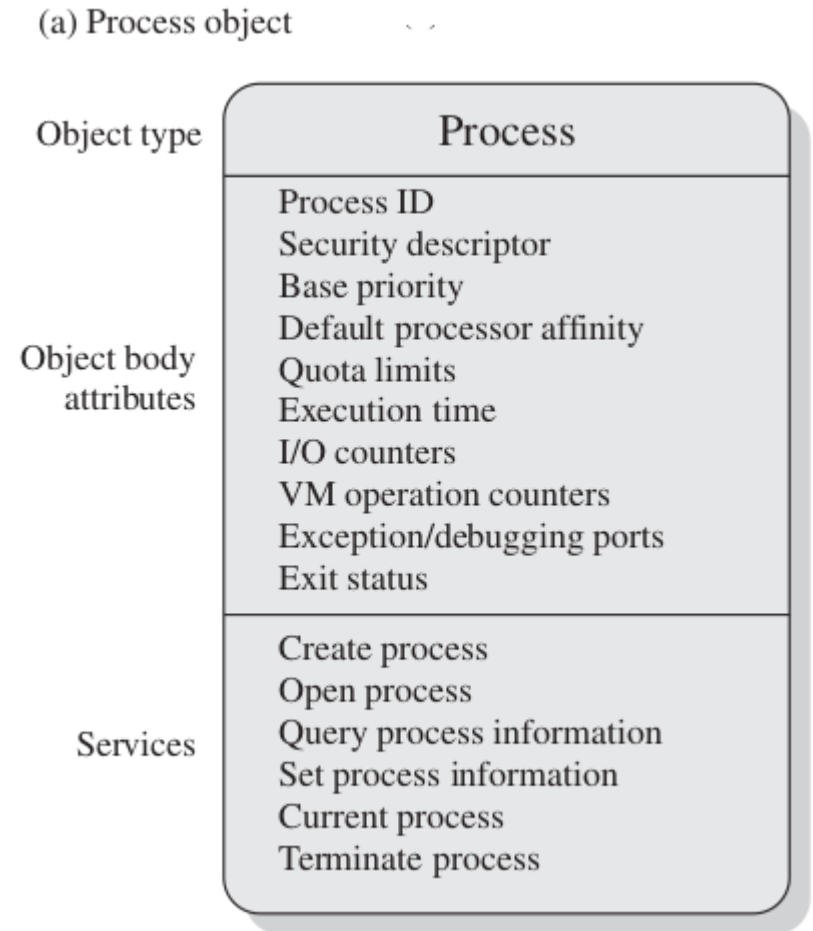 (a) Process object
Object type
Process
Object body
attributes
Process ID
Security descriptor
Base priority
Default processor affinity
Quota limits
Execution time
I/O counters
VM operation counters
Exception/debugging ports
Exit status
Services
Create process
Open process
Query process information
Set process information
Current process
Terminate process